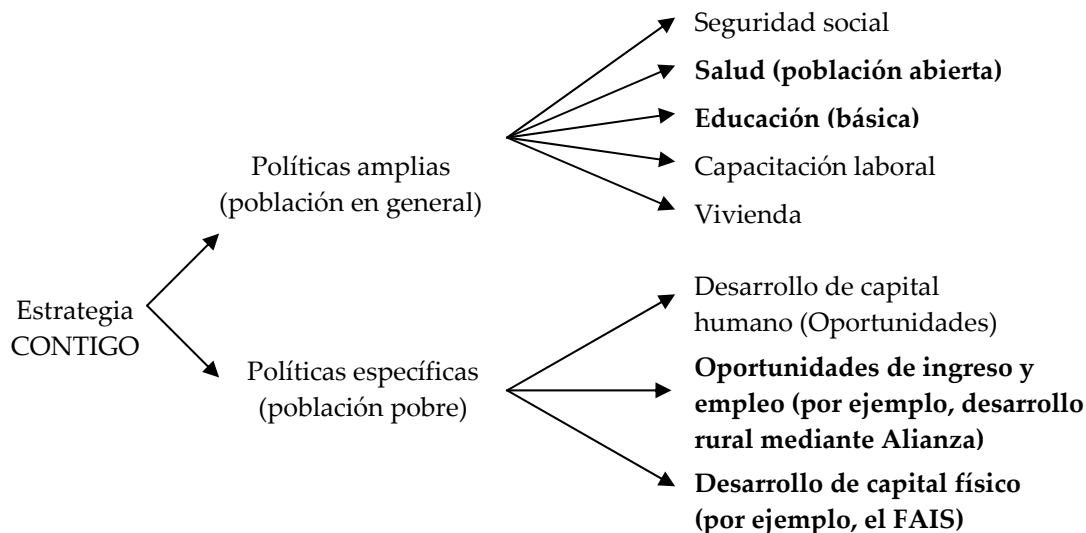 Estrategia
CONTIGO
Políticas amplias
(población en general)
Seguridad social
Salud (población abierta)
Educación (básica)
Capacitación laboral
Vivienda
Políticas específicas
(población pobre)
Desarrollo de capital
humano (Oportunidades)
Oportunidades de ingreso y
empleo (por ejemplo, desarrollo
rural mediante Alianza)
Desarrollo de capital físico
(por ejemplo, el FAIS)